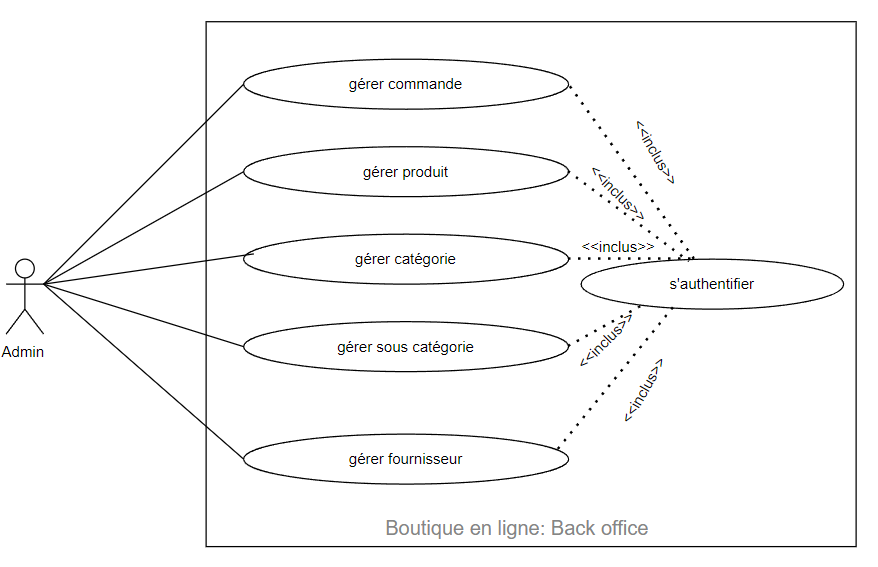 gérer commande
<<inclus>>
gérer produit
<<inclus>>
<<inclus>>
gérer catégorie
s'authentifier
gérer sous catégorie
<<inclus>>
Admin
<<inclus>>
gérer fournisseur
Boutique en ligne: Back office